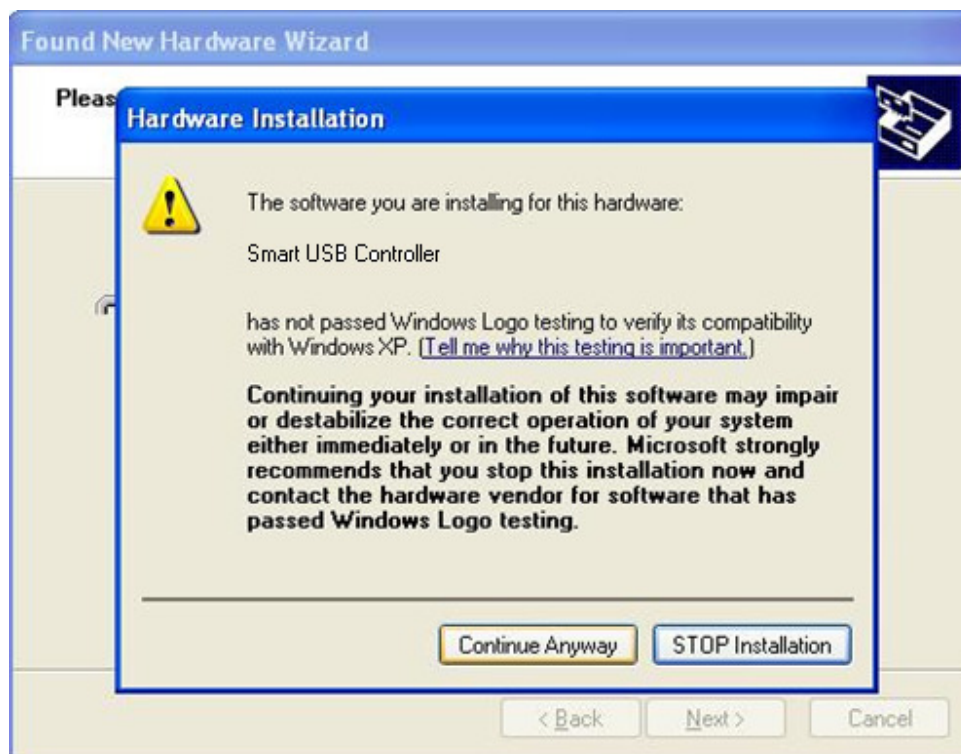 Found New Hardware Wizard
Pleas
Hardware Installation
The software you are installing for this hardware:
Smart USB Controller
has not passed Windows Logo testing to verify its compatibility
with Windows XP. (Tell me why this testing is important.)
Continuing your installation of this software may impair
or destabilize the correct operation of your system
either immediately or in the future. Microsoft strongly
recommends that you stop this installation now and
contact the hardware vendor for software that has
passed Windows Logo testing.
Continue Anyway STOP Installation
< Back Next > Cancel